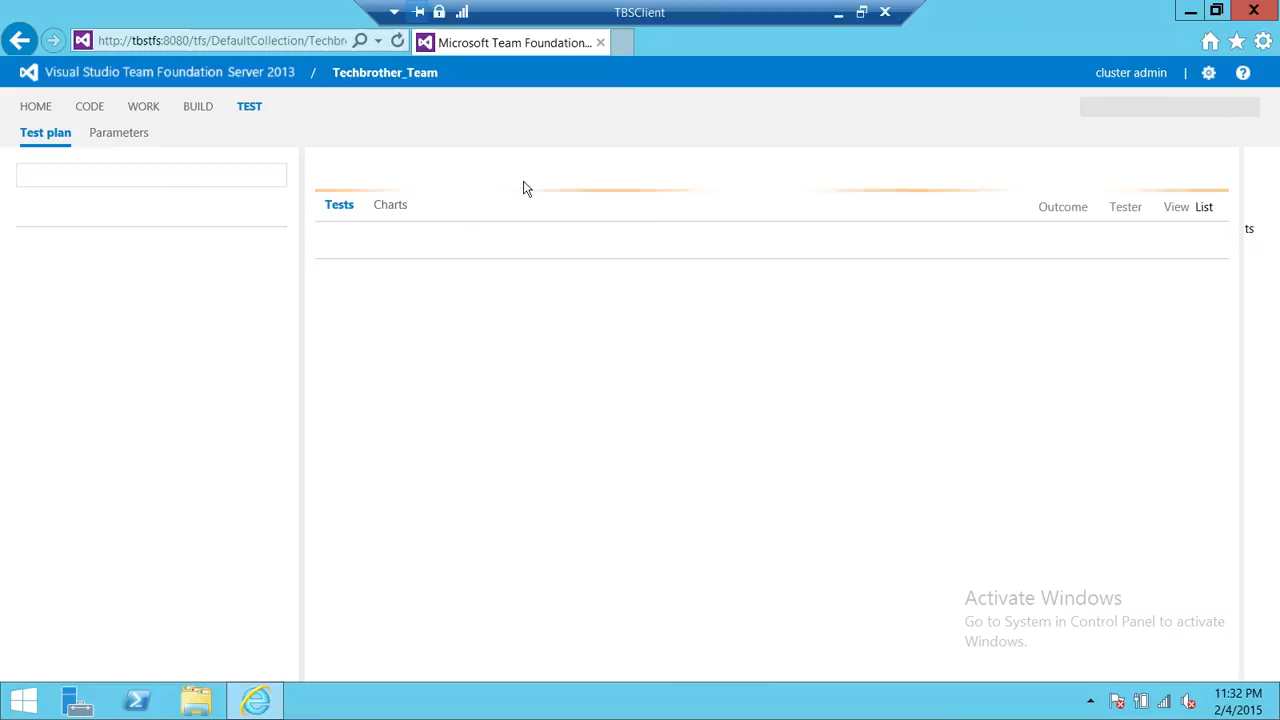 TBSClient
http://tbstfs:8080/tfs/DefaultCollection/Techbr
Microsoft Team Foundation...
Visual Studio Team Foundation Server 2013 / Techbrother_Team
cluster admin |
HOME CODE WORK BUILD TEST
Test plan Parameters
Tests Charts
Outcome Tester View List
ts
Activate Windows
Go to System in Control Panel to activate
Windows.
11:32 PM
2/4/2015